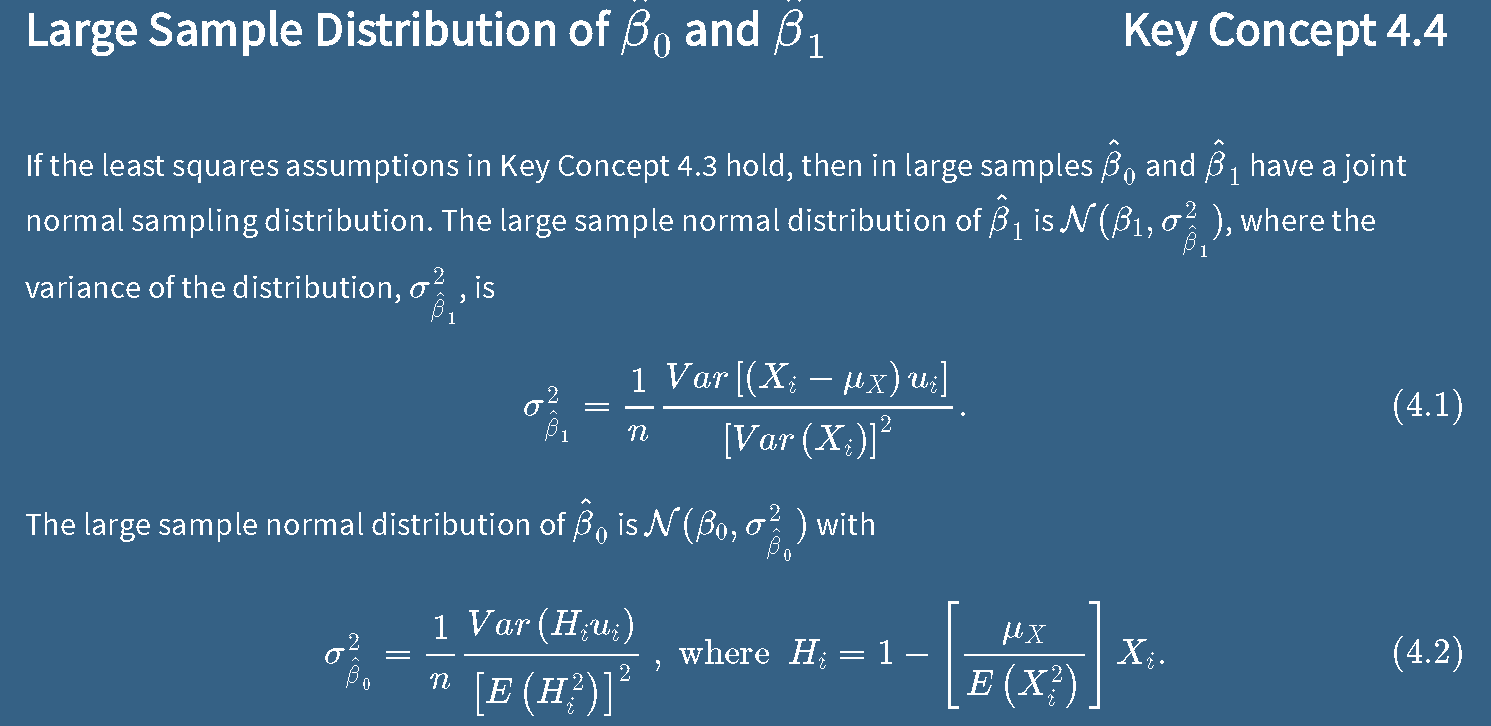 Large Sample Distribution of $\hat{\beta}_0$ and $\hat{\beta}_1$ Key Concept 4.4
If the least squares assumptions in Key Concept 4.3 hold, then in large samples $\hat{\beta}_0$ and $\hat{\beta}_1$ have a joint
normal sampling distribution. The large sample normal distribution of $\hat{\beta}_1$ is $\mathcal{N}(\beta_1, \sigma^2_{\hat{\beta}_1})$, where the
variance of the distribution, $\sigma^2_{\hat{\beta}_1}$, is
$\sigma^2_{\hat{\beta}_1} = \frac{1}{n} \frac{Var\left[(X_i - \mu_X) u_i\right]}{\left[Var(X_i)\right]^2}.$ (4.1)
The large sample normal distribution of $\hat{\beta}_0$ is $\mathcal{N}(\beta_0, \sigma^2_{\hat{\beta}_0})$ with
$\sigma^2_{\hat{\beta}_0} = \frac{1}{n} \frac{Var(H_i u_i)}{\left[E(H_i^2)\right]^2}, \text{ where } H_i = 1 - \left[\frac{\mu_X}{E(X_i^2)}\right] X_i.$ (4.2)